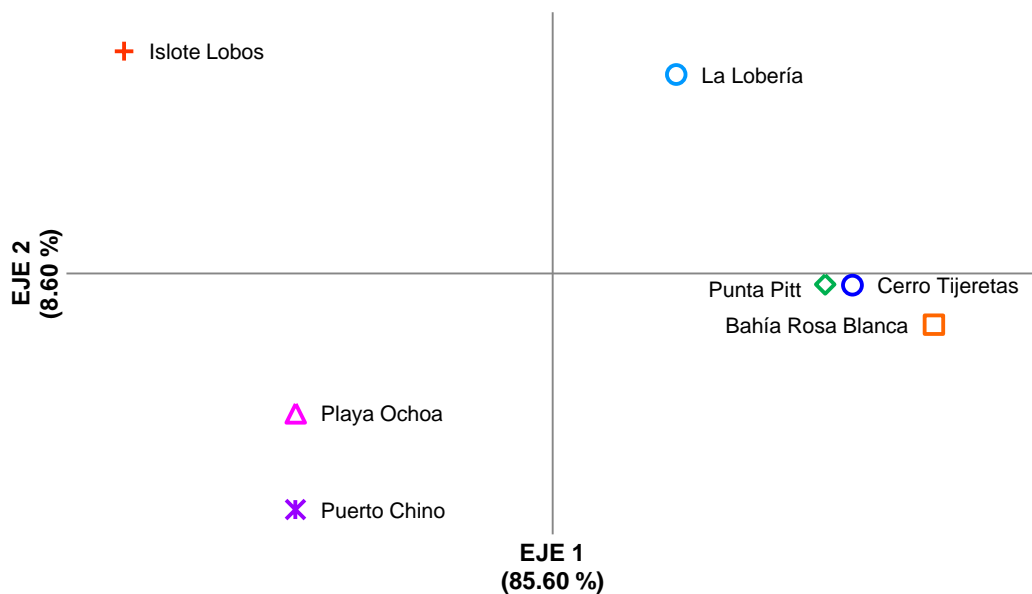 Islote Lobos
La Lobería
EJE 2
(8.60 %)
Punta Pitt
Cerro Tijeretas
Bahía Rosa Blanca
Playa Ochoa
Puerto Chino
EJE 1
(85.60 %)